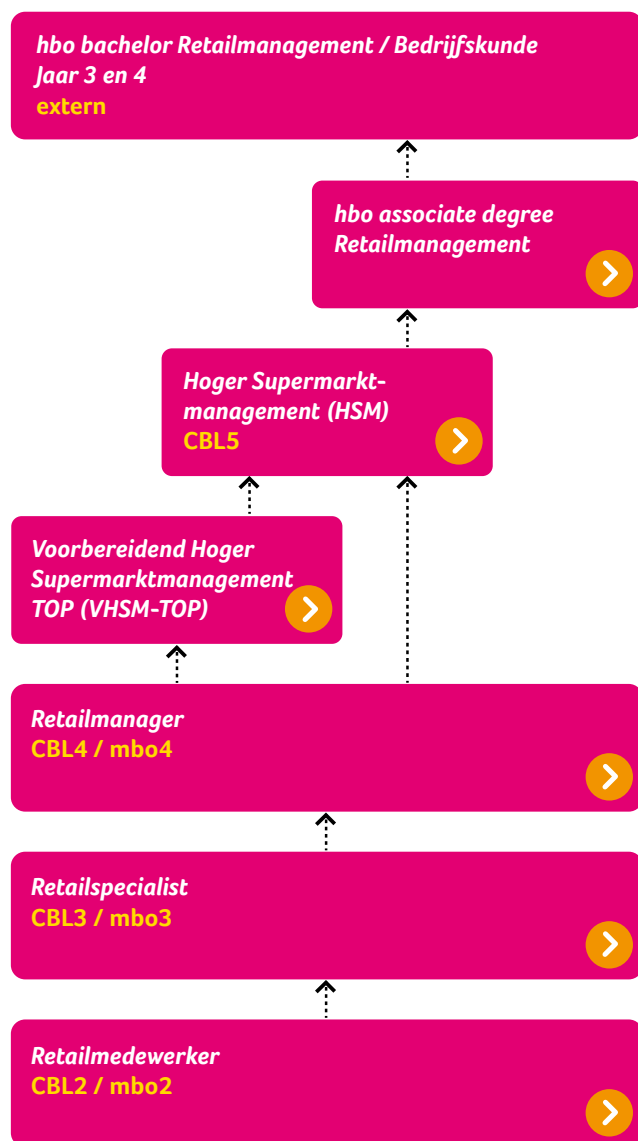 hbo bachelor Retailmanagement / Bedrijfskunde
Jaar 3 en 4
extern
hbo associate degree
Retailmanagement
Hoger Supermarkt-
management (HSM)
CBL5
Voorbereidend Hoger
Supermarktmanagement
TOP (VHSM-TOP)
Retailmanager
CBL4 / mbo4
Retailspecialist
CBL3 / mbo3
Retailmedewerker
CBL2 / mbo2